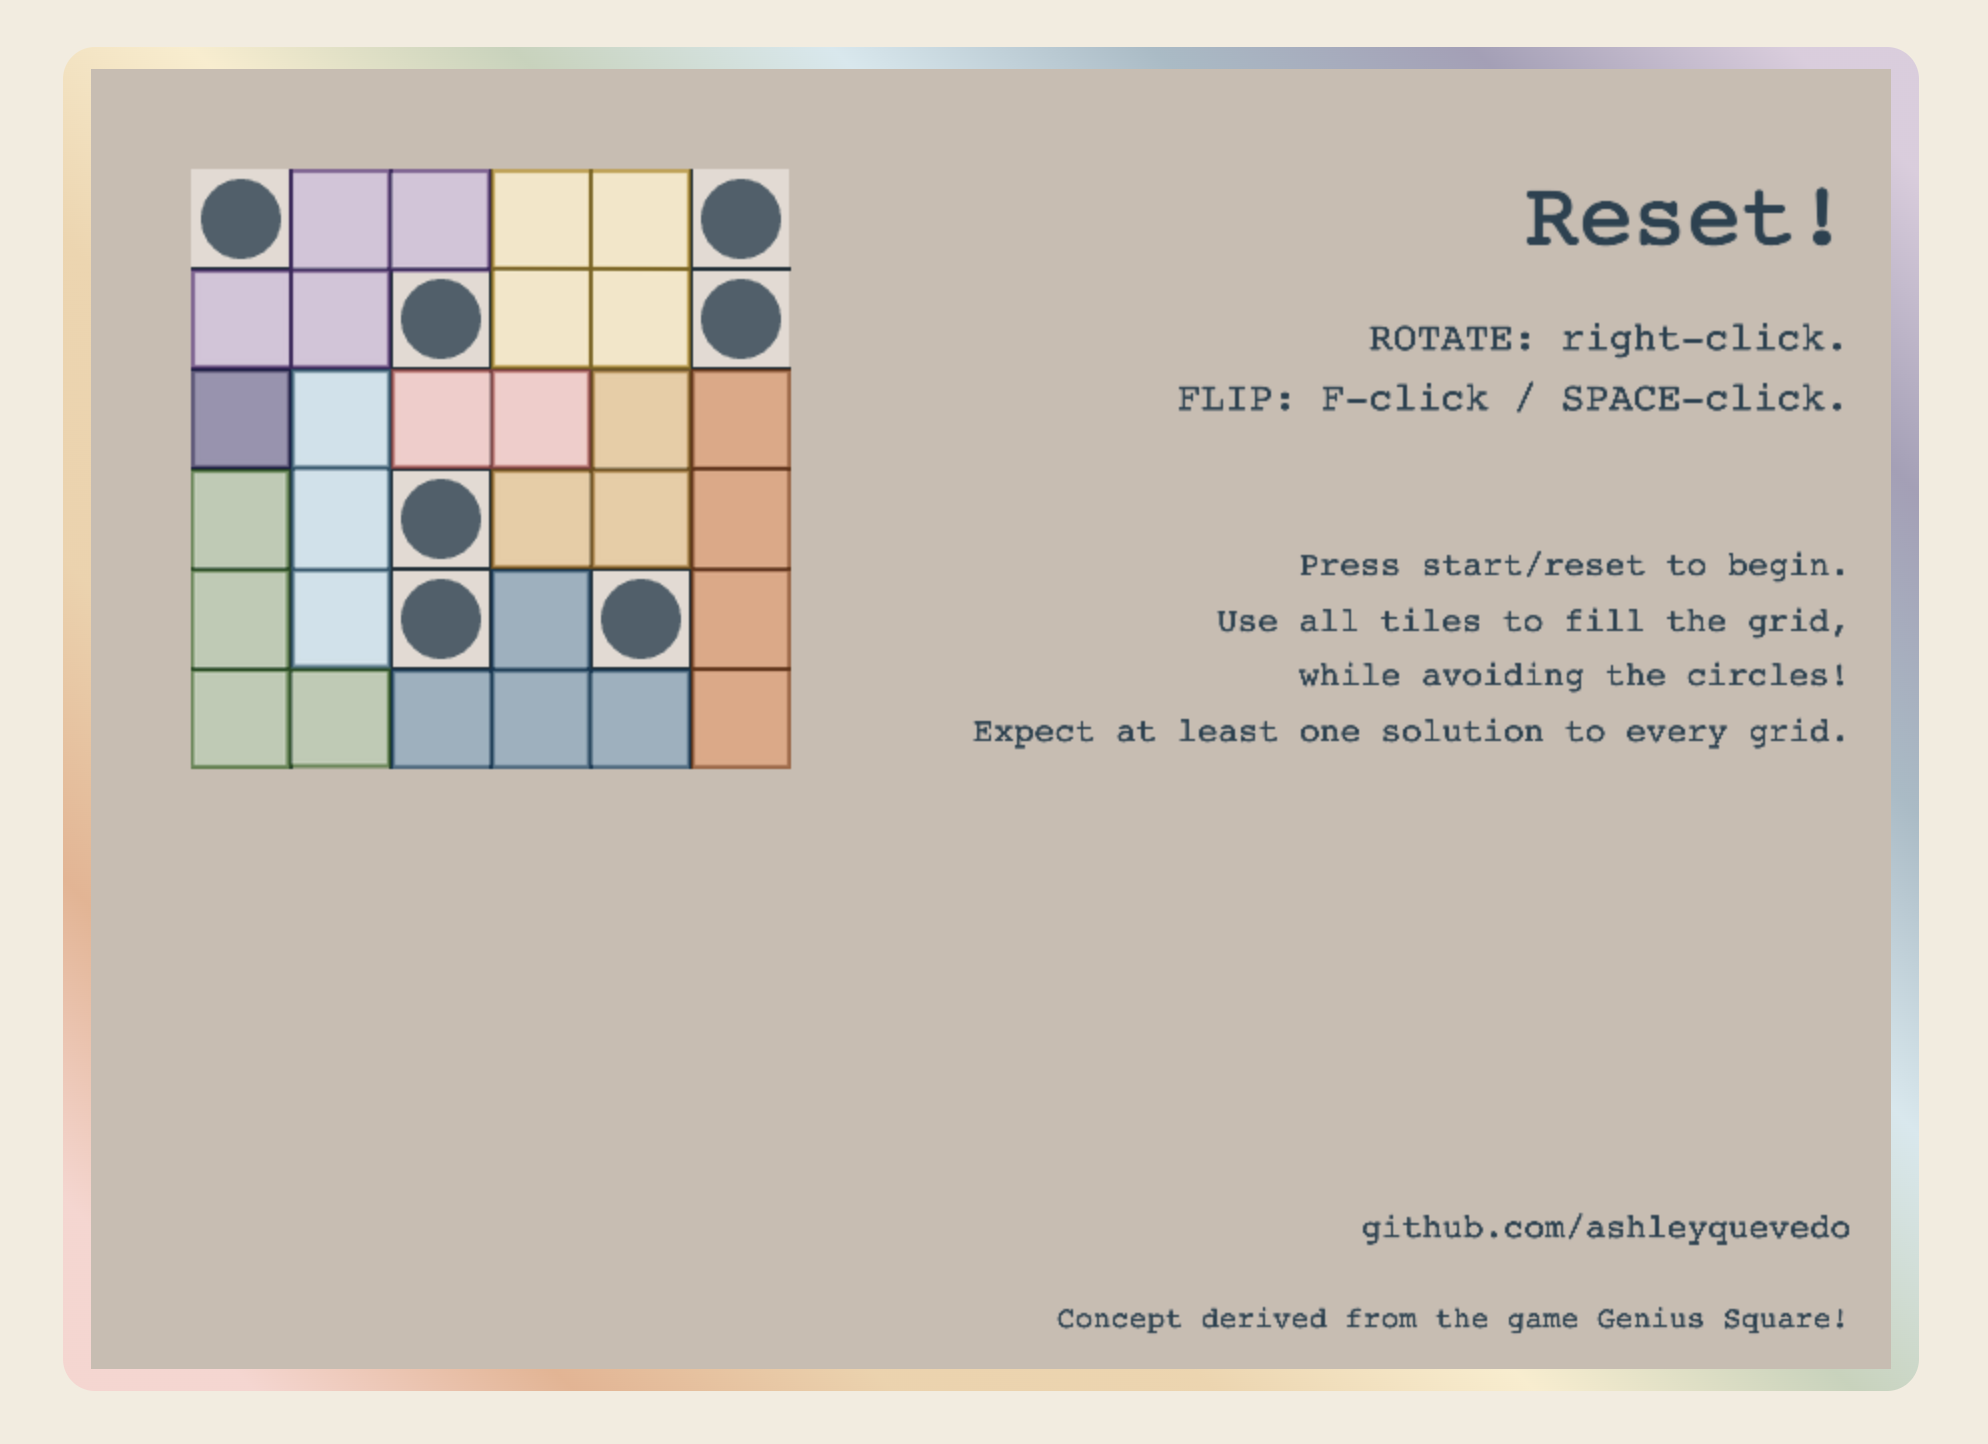 Reset!
ROTATE: right-click.
FLIP: F-click / SPACE-click.
Press start/reset to begin.
Use all tiles to fill the grid,
while avoiding the circles!
Expect at least one solution to every grid.
github.com/ashleyquevedo
Concept derived from the game Genius Square!